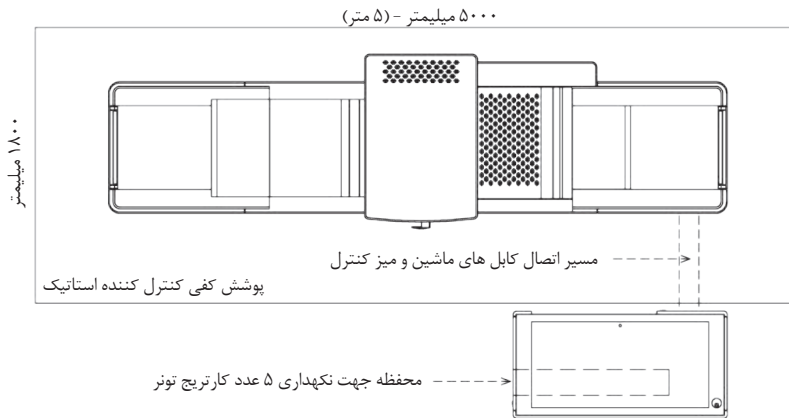 ۵۰۰۰ میلیمتر - (۵ متر)
۱۸۰۰ میلیمتر
مسیر اتصال کابل های ماشین و میز کنترل
پوشش کفی کنترل کننده استاتیک
محفظه جهت نکهداری ۵ عدد کارتریج تونر